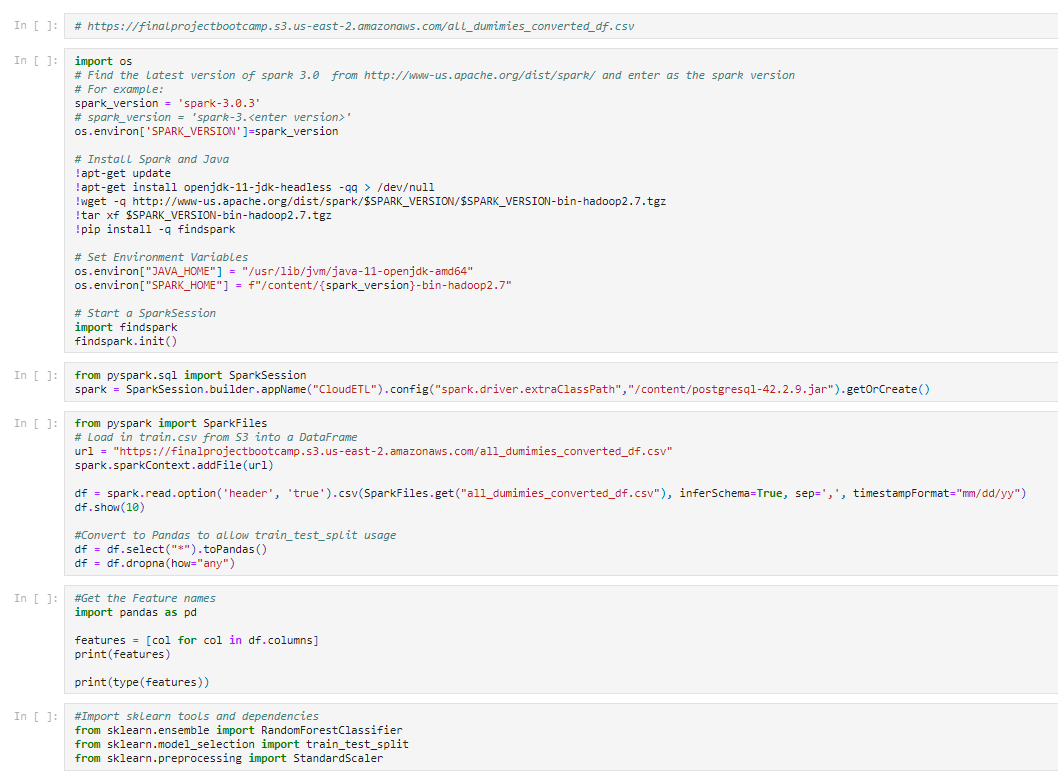 In [ ]: # https://finalprojectbootcamp.s3.us-east-2.amazonaws.com/all_dumimies_converted_df.csv
In [ ]: import os
# Find the latest version of spark 3.0  from http://www-us.apache.org/dist/spark/ and enter as the spark version
# For example:
spark_version = 'spark-3.0.3'
# spark_version = 'spark-3.<enter version>'
os.environ['SPARK_VERSION']=spark_version

# Install Spark and Java
!apt-get update
!apt-get install openjdk-11-jdk-headless -qq > /dev/null
!wget -q http://www-us.apache.org/dist/spark/$SPARK_VERSION/$SPARK_VERSION-bin-hadoop2.7.tgz
!tar xf $SPARK_VERSION-bin-hadoop2.7.tgz
!pip install -q findspark

# Set Environment Variables
os.environ["JAVA_HOME"] = "/usr/lib/jvm/java-11-openjdk-amd64"
os.environ["SPARK_HOME"] = f"/content/{spark_version}-bin-hadoop2.7"

# Start a SparkSession
import findspark
findspark.init()
In [ ]: from pyspark.sql import SparkSession
spark = SparkSession.builder.appName("CloudETL").config("spark.driver.extraClassPath","/content/postgresql-42.2.9.jar").getOrCreate()
In [ ]: from pyspark import SparkFiles
# Load in train.csv from S3 into a DataFrame
url = "https://finalprojectbootcamp.s3.us-east-2.amazonaws.com/all_dumimies_converted_df.csv"
spark.sparkContext.addFile(url)

df = spark.read.option('header', 'true').csv(SparkFiles.get("all_dumimies_converted_df.csv"), inferSchema=True, sep=',', timestampFormat="mm/dd/yy")
df.show(10)

#Convert to Pandas to allow train_test_split usage
df = df.select("*").toPandas()
df = df.dropna(how="any")
In [ ]: #Get the Feature names
import pandas as pd

features = [col for col in df.columns]
print(features)

print(type(features))
In [ ]: #Import sklearn tools and dependencies
from sklearn.ensemble import RandomForestClassifier
from sklearn.model_selection import train_test_split
from sklearn.preprocessing import StandardScaler